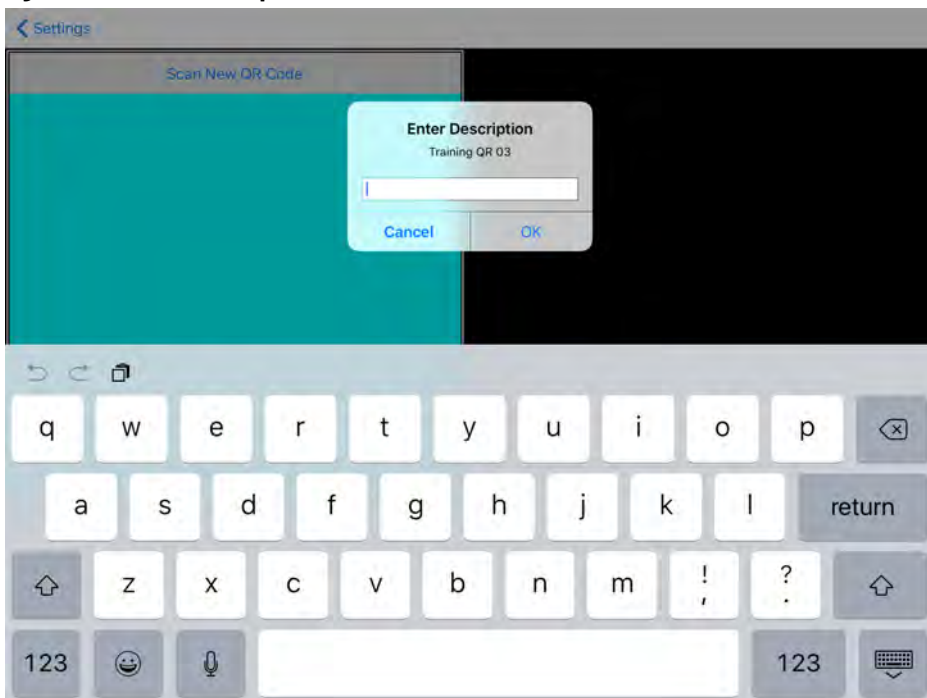 Settings
Scan New QR Code
Enter Description
Training QR 03
Cancel OK
q w e r t y u i o p
a s d f g h j k l return
z x c v b n m ! , ? .
123 123